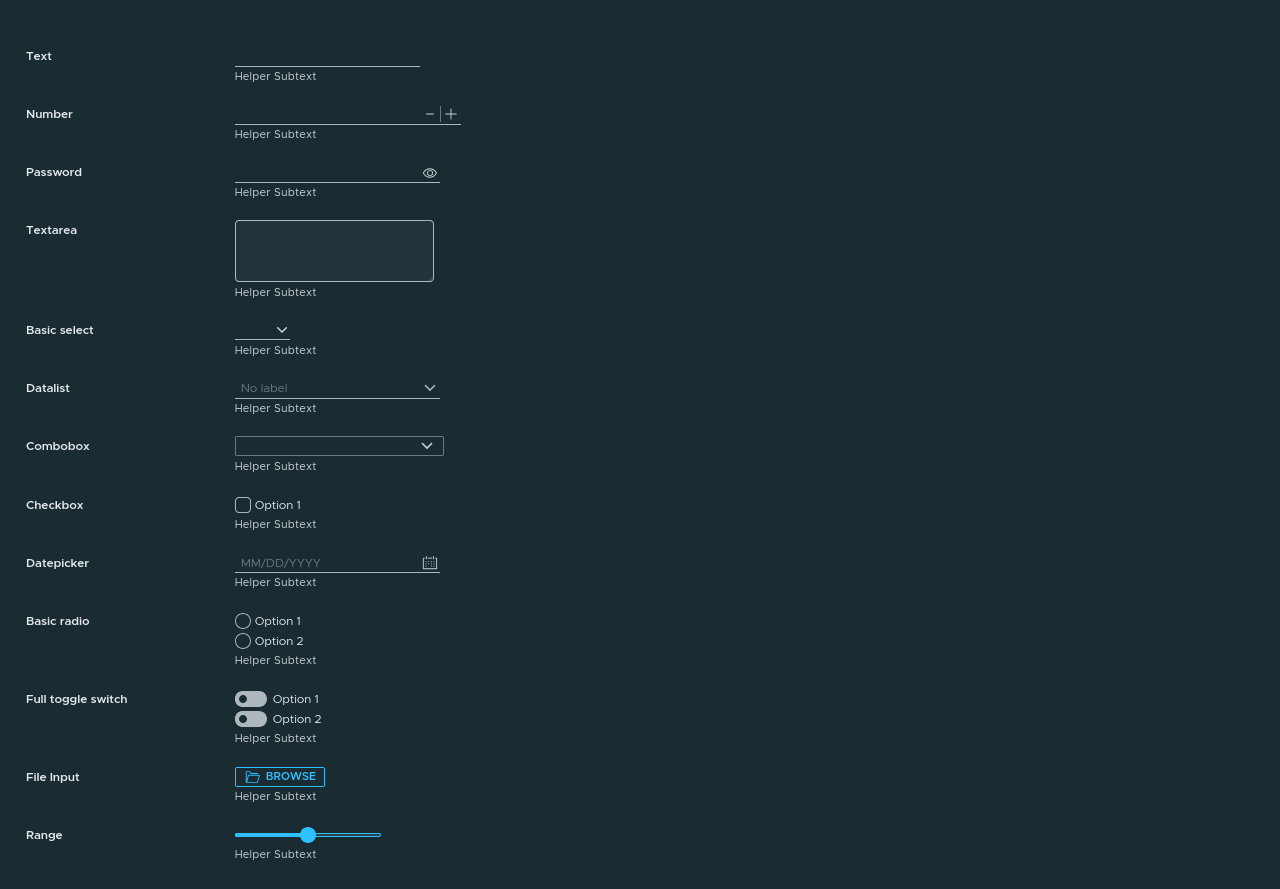 Text
Helper Subtext
Number
Helper Subtext
Password
Helper Subtext
Textarea
Helper Subtext
Basic select
Helper Subtext
Datalist
No label
Helper Subtext
Combobox
Helper Subtext
Checkbox
Option 1
Helper Subtext
Datepicker
MM/DD/YYYY
Helper Subtext
Basic radio
Option 1
Option 2
Helper Subtext
Full toggle switch
Option 1
Option 2
Helper Subtext
File Input
BROWSE
Helper Subtext
Range
Helper Subtext